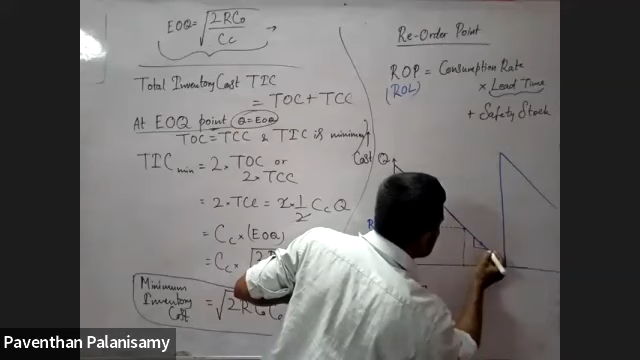 EOQ = √(2RC₀ / Cc) →
Total Inventory Cost TIC
= TOC + TCC
At EOQ point (Q = EOQ)
TOC = TCC & TIC is minimum
TICmin = 2. TOC or
2. TCC
= 2. TCC = 2 × 1/2 Cc Q
= Cc × (EOQ)
= Cc × √2R
Minimum Inventory Cost = √2RC₀C
Re-Order Point
ROP = Consumption Rate
(ROL) × Lead Time
+ Safety Stock
Cost Q
R
Paventhan Palanisamy